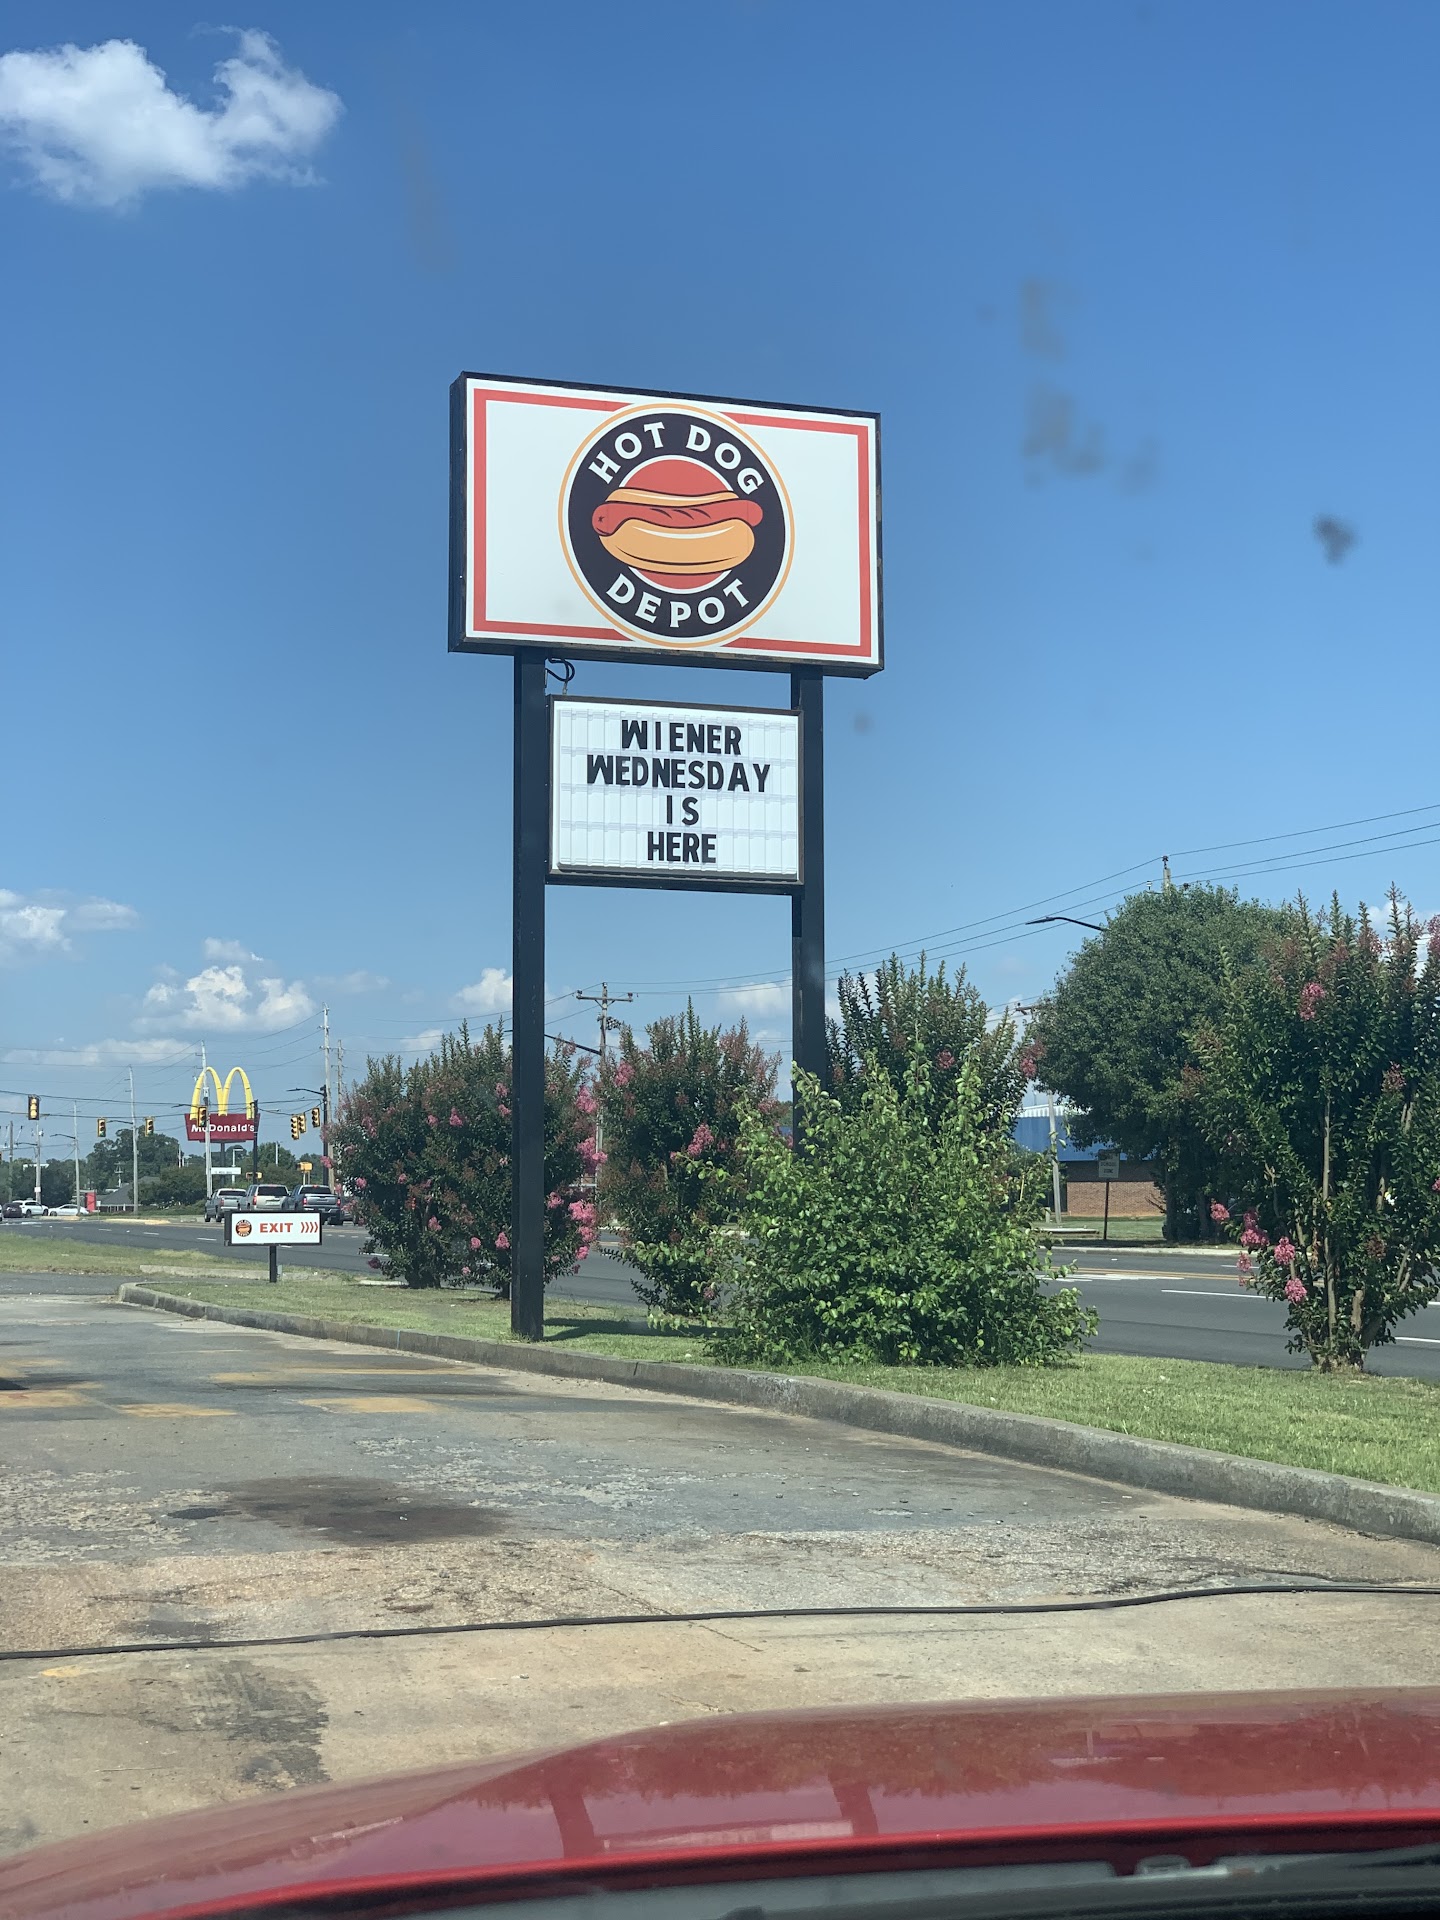 HOT DOG
DEPOT
WIENER
WEDNESDAY
IS
HERE
McDonald's
EXIT >>>>